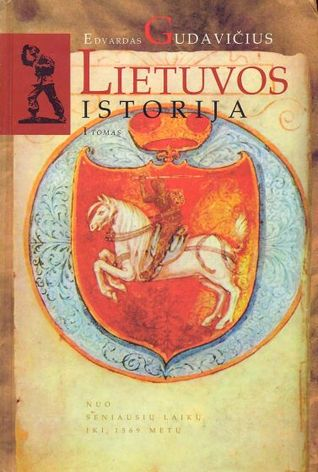 Edvardas Gudavičius
Lietuvos
istorija
I tomas
Nuo
seniausių laikų
iki 1569 metų